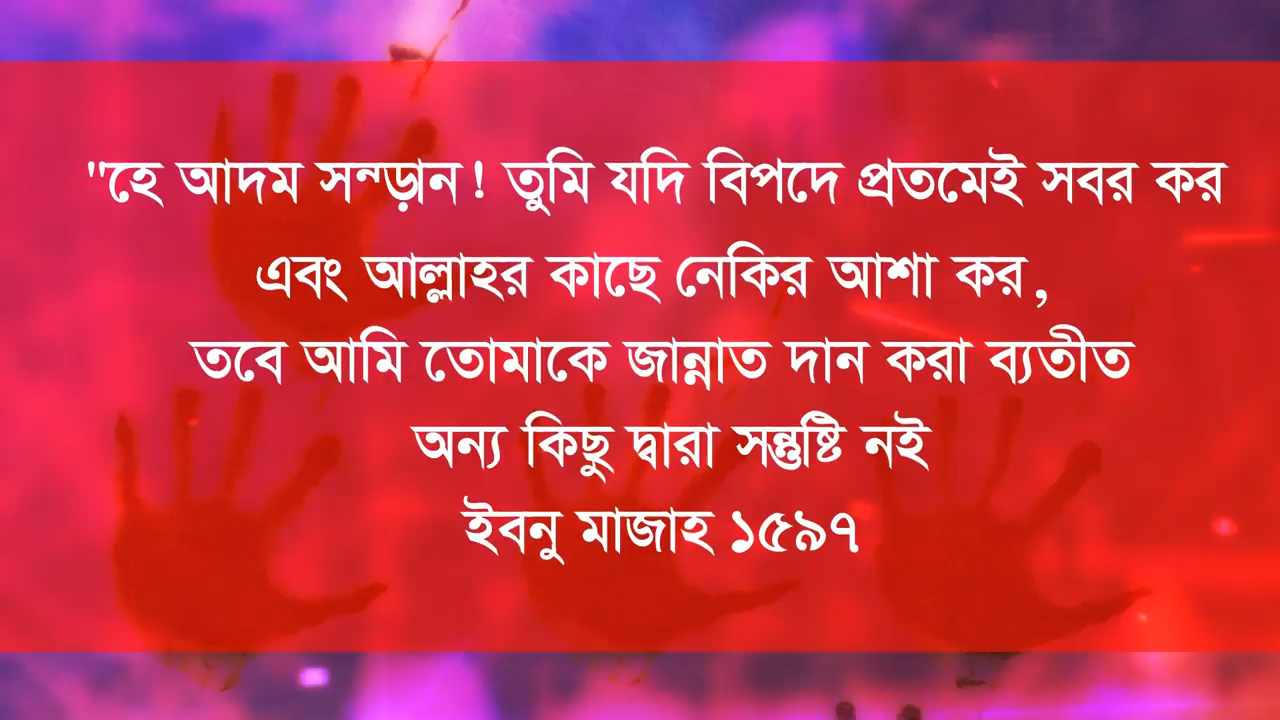 "হে আদম সন্ড়ান! তুমি যদি বিপদে প্রতমেই সবর কর
এবং আল্লাহর কাছে নেকির আশা কর,
তবে আমি তোমাকে জান্নাত দান করা ব্যতীত
অন্য কিছু দ্বারা সন্তুষ্টি নই
ইবনু মাজাহ ১৫৯৭